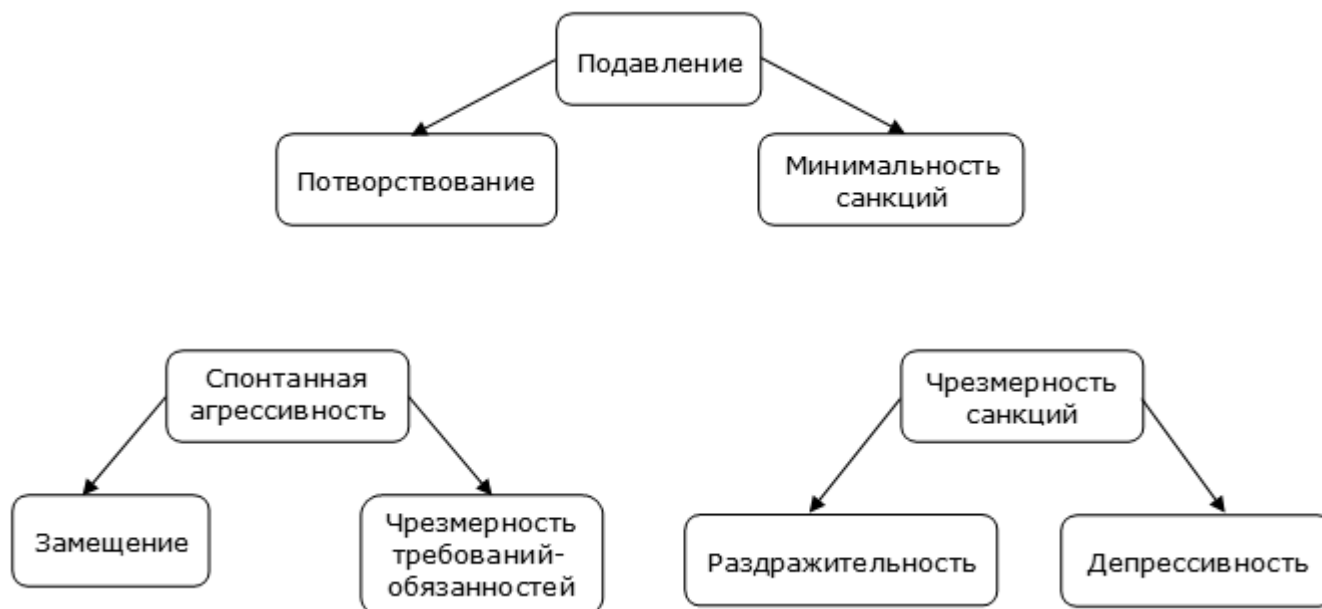 Подавление
Потворствование
Минимальность
санкций
Спонтанная
агрессивность
Чрезмерность
санкций
Замещение
Чрезмерность
требований-
обязанностей
Раздражительность
Депрессивность